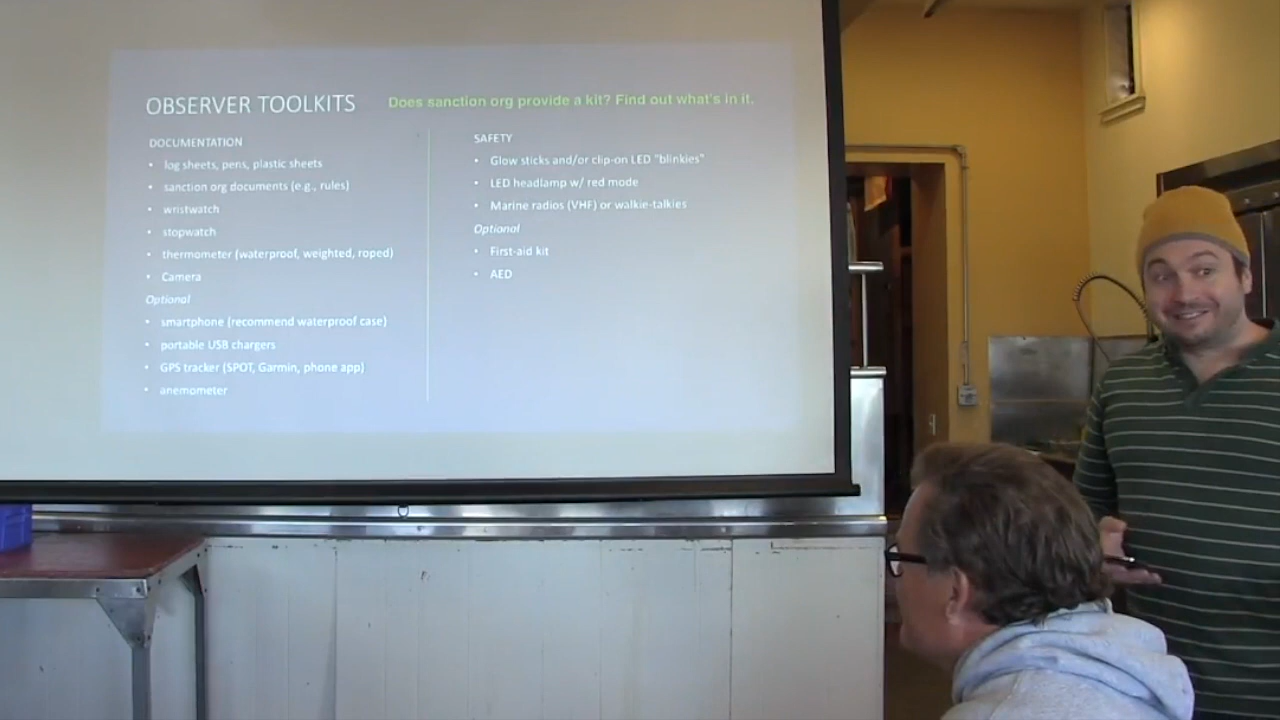 OBSERVER TOOLKITS
Does sanction org provide a kit? Find out what's in it.
DOCUMENTATION
• log sheets, pens, plastic sheets
• sanction org documents (e.g., rules)
• wristwatch
• stopwatch
• thermometer (waterproof, weighted, roped)
• Camera
Optional
• smartphone (recommend waterproof case)
• portable USB chargers
• GPS tracker (SPOT, Garmin, phone app)
• anemometer
SAFETY
• Glow sticks and/or clip-on LED "blinkies"
• LED headlamp w/ red mode
• Marine radios (VHF) or walkie-talkies
Optional
• First-aid kit
• AED